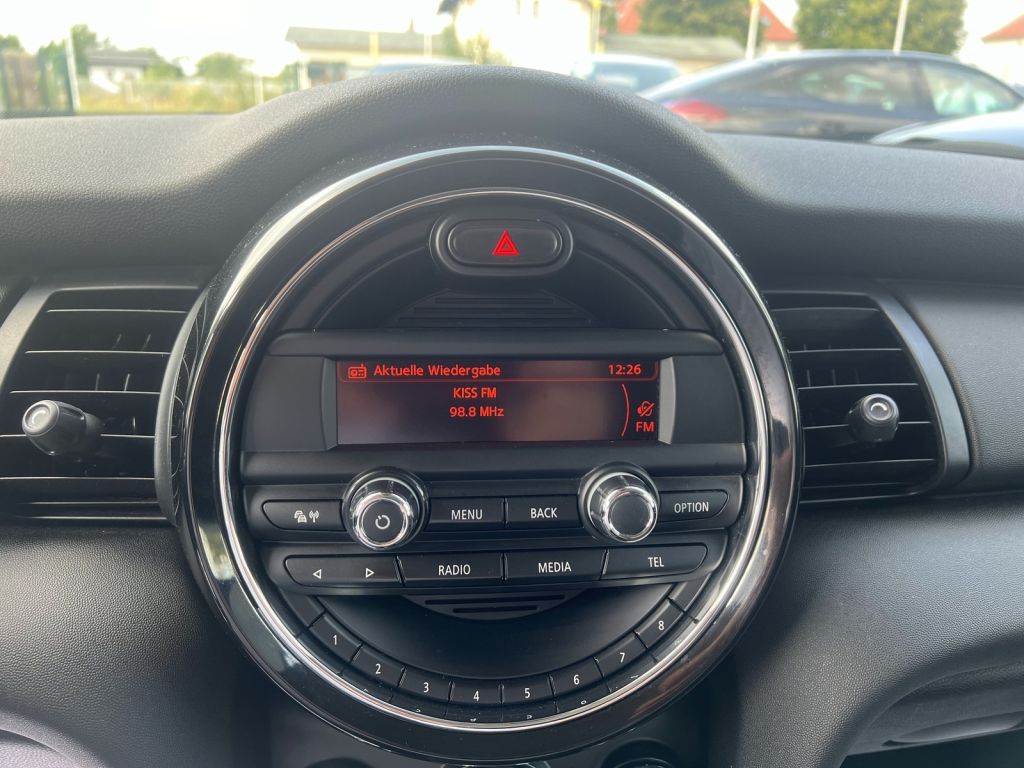 Aktuelle Wiedergabe 12:26
KISS FM
98.8 MHz
FM
MENU BACK OPTION
RADIO MEDIA TEL
1 2 3 4 5 6 7 8